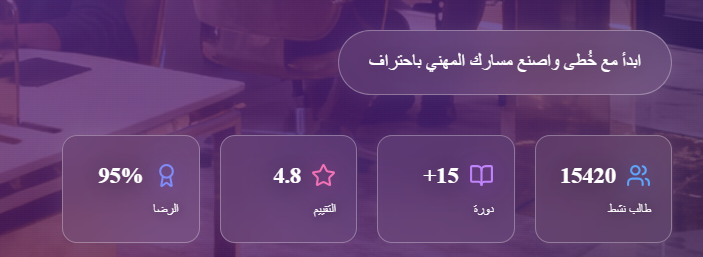 ابدأ مع خُطى واصنع مسارك المهني باحتراف
15420
طالب نشط
15+
دورة
4.8
التقييم
95%
الرضا